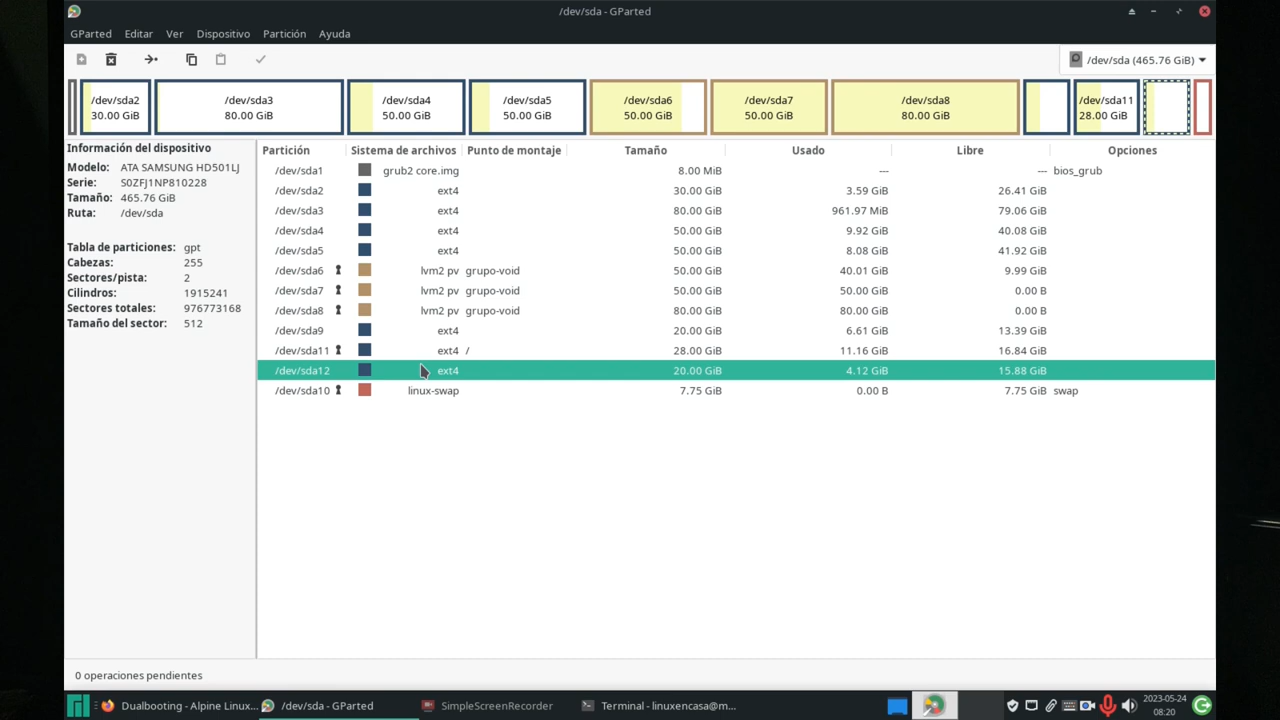 /dev/sda - GParted
GParted Editar Ver Dispositivo Partición Ayuda
/dev/sda (465.76 GiB)
/dev/sda2 /dev/sda3 /dev/sda4 /dev/sda5 /dev/sda6 /dev/sda7 /dev/sda8 /dev/sda11
30.00 GiB 80.00 GiB 50.00 GiB 50.00 GiB 50.00 GiB 50.00 GiB 80.00 GiB 28.00 GiB
Información del dispositivo
Modelo: ATA SAMSUNG HD501LJ
Serie: S0ZFJ1NP810228
Tamaño: 465.76 GiB
Ruta: /dev/sda
Tabla de particiones: gpt
Cabezas: 255
Sectores/pista: 2
Cilindros: 1915241
Sectores totales: 976773168
Tamaño del sector: 512
Partición Sistema de archivos Punto de montaje Tamaño Usado Libre Opciones
/dev/sda1 grub2 core.img 8.00 MiB --- --- bios_grub
/dev/sda2 ext4 30.00 GiB 3.59 GiB 26.41 GiB
/dev/sda3 ext4 80.00 GiB 961.97 MiB 79.06 GiB
/dev/sda4 ext4 50.00 GiB 9.92 GiB 40.08 GiB
/dev/sda5 ext4 50.00 GiB 8.08 GiB 41.92 GiB
/dev/sda6 lvm2 pv grupo-void 50.00 GiB 40.01 GiB 9.99 GiB
/dev/sda7 lvm2 pv grupo-void 50.00 GiB 50.00 GiB 0.00 B
/dev/sda8 lvm2 pv grupo-void 80.00 GiB 80.00 GiB 0.00 B
/dev/sda9 ext4 20.00 GiB 6.61 GiB 13.39 GiB
/dev/sda11 ext4 / 28.00 GiB 11.16 GiB 16.84 GiB
/dev/sda12 ext4 20.00 GiB 4.12 GiB 15.88 GiB
/dev/sda10 linux-swap 7.75 GiB 0.00 B 7.75 GiB swap
0 operaciones pendientes
Dualbooting - Alpine Linux... /dev/sda - GParted SimpleScreenRecorder Terminal - linuxencasa@m... 2023-05-24
08:20